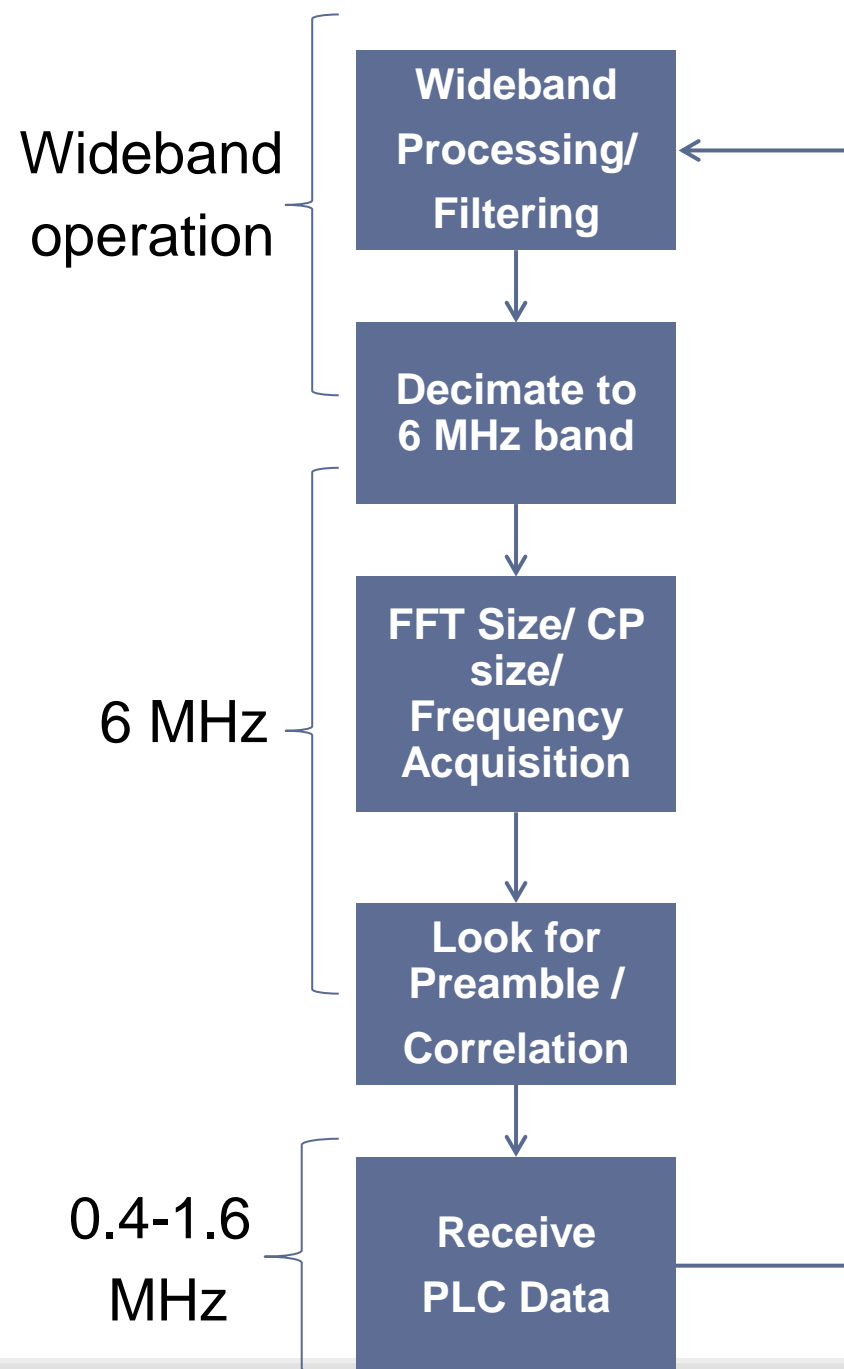 Wideband
operation
Wideband
Processing/
Filtering
Decimate to
6 MHz band
6 MHz
FFT Size/ CP
size/
Frequency
Acquisition
Look for
Preamble /
Correlation
0.4-1.6
MHz
Receive
PLC Data